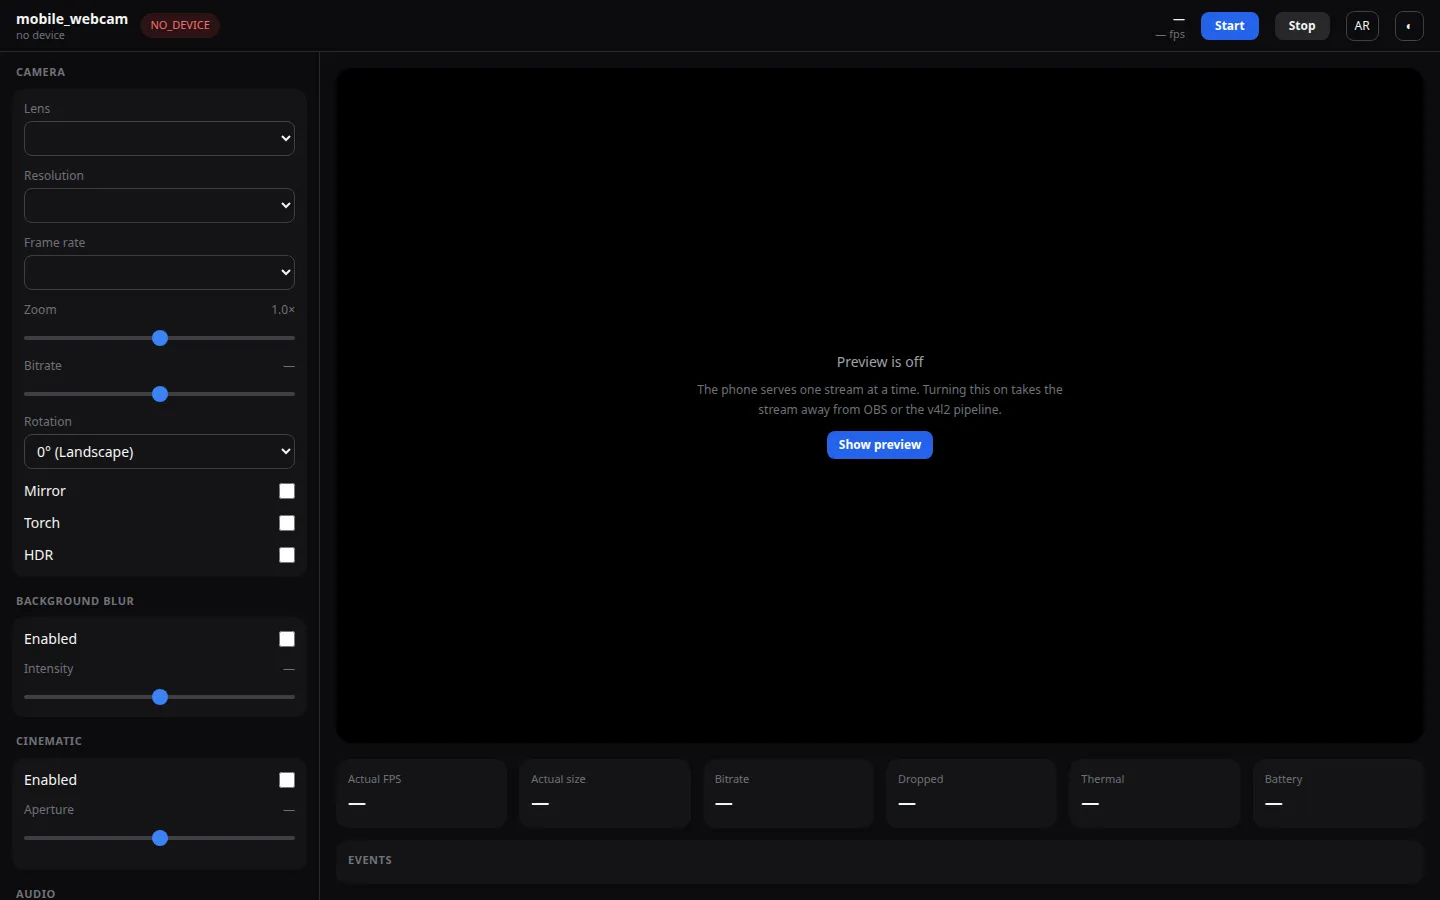 mobile_webcam
no device
NO_DEVICE
—
— fps
Start
Stop
AR
CAMERA
Lens
Resolution
Frame rate
Zoom 1.0×
Bitrate —
Rotation
0° (Landscape)
Mirror
Torch
HDR
BACKGROUND BLUR
Enabled
Intensity —
CINEMATIC
Enabled
Aperture —
AUDIO
Preview is off
The phone serves one stream at a time. Turning this on takes the
stream away from OBS or the v4l2 pipeline.
Show preview
Actual FPS
—
Actual size
—
Bitrate
—
Dropped
—
Thermal
—
Battery
—
EVENTS